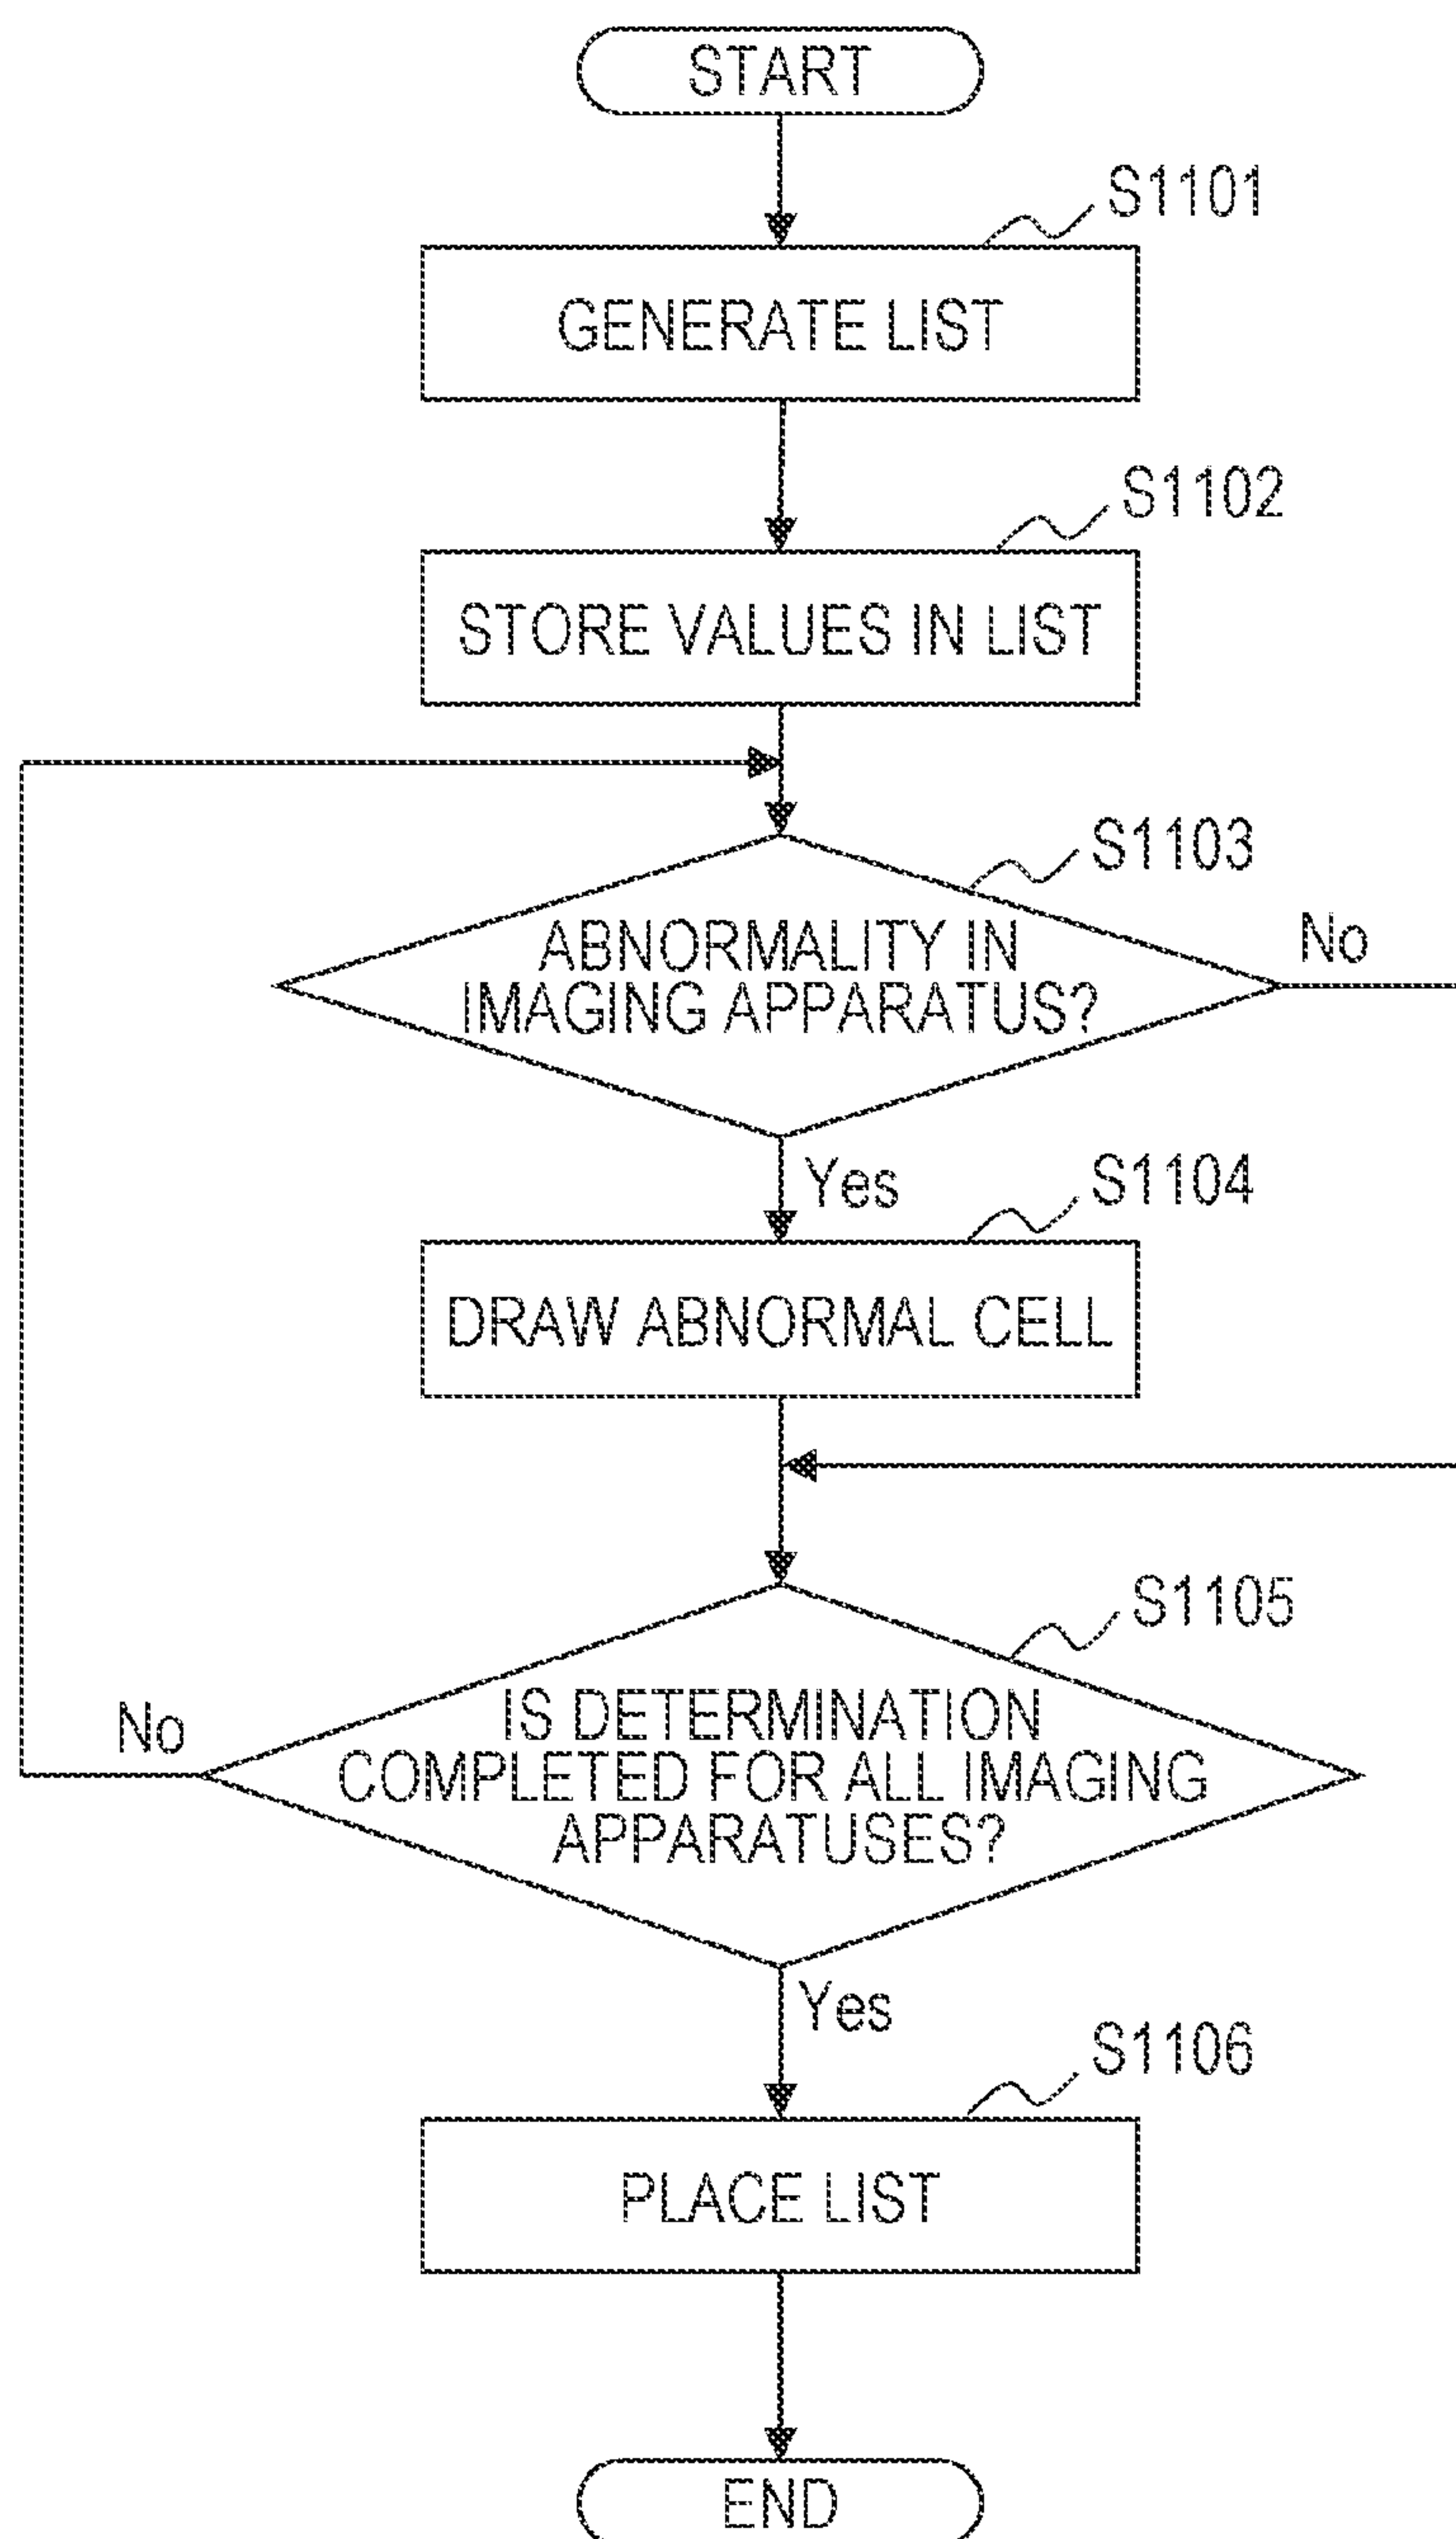 START
S1101
GENERATE LIST
S1102
STORE VALUES IN LIST
S1103
ABNORMALITY IN
IMAGING APPARATUS?
No
Yes
S1104
DRAW ABNORMAL CELL
S1105
IS DETERMINATION
COMPLETED FOR ALL IMAGING
APPARATUSES?
No
Yes
S1106
PLACE LIST
END